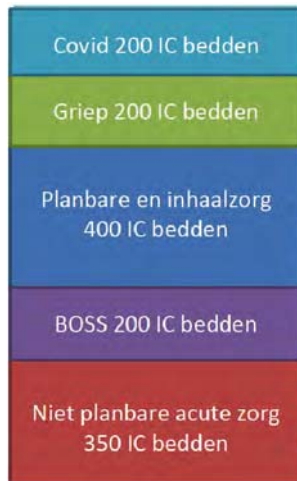 Covid 200 IC bedden
Griep 200 IC bedden
Planbare en inhaalzorg
400 IC bedden
BOSS 200 IC bedden
Niet planbare acute zorg
350 IC bedden